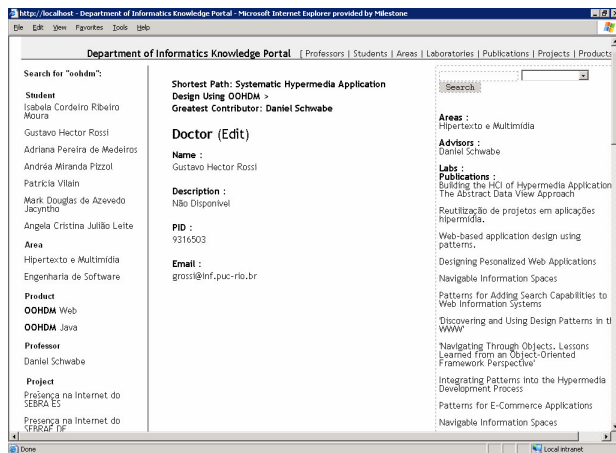 http://localhost - Department of Informatics Knowledge Portal - Microsoft Internet Explorer provided by Milestone
File Edit View Favorites Tools Help
Department of Informatics Knowledge Portal [ Professors | Students | Areas | Laboratories | Publications | Projects | Products
Search for "oohdm":
Student
Isabela Cordeiro Ribeiro
Moura
Gustavo Hector Rossi
Adriana Pereira de Medeiros
Andréa Miranda Pizzol
Patrícia Vilain
Mark Douglas de Azevedo
Jacyntho
Angela Cristina Julião Leite
Area
Hipertexto e Multimídia
Engenharia de Software
Product
OOHDM Web
OOHDM Java
Professor
Daniel Schwabe
Project
Presença na Internet do
SEBRA ES
Presença na Internet do
SEBRAE DF
Shortest Path: Systematic Hypermedia Application
Design Using OOHDM >
Greatest Contributor: Daniel Schwabe
Doctor (Edit)
Name :
Gustavo Hector Rossi
Description :
Não Disponível
PID :
9316503
Email :
grossi@inf.puc-rio.br
Search
Areas :
Hipertexto e Multimídia
Advisors :
Daniel Schwabe
Labs :
Publications :
Building the HCI of Hypermedia Application
The Abstract Data View Approach
Reutilização de projetos em aplicações
hipermídia.
Web-based application design using
patterns.
Designing Pesonalized Web Applications
Navigable Information Spaces
Patterns for Adding Search Capabilities to
Web Information Systems
'Discovering and Using Design Patterns in th
WWW'
'Navigating Through Objects. Lessons
Learned from an Object-Oriented
Framework Perspective'
Integrating Patterns into the Hypermedia
Development Process
Patterns for E-Commerce Applications
Navigable Information Spaces
Done
Local intranet